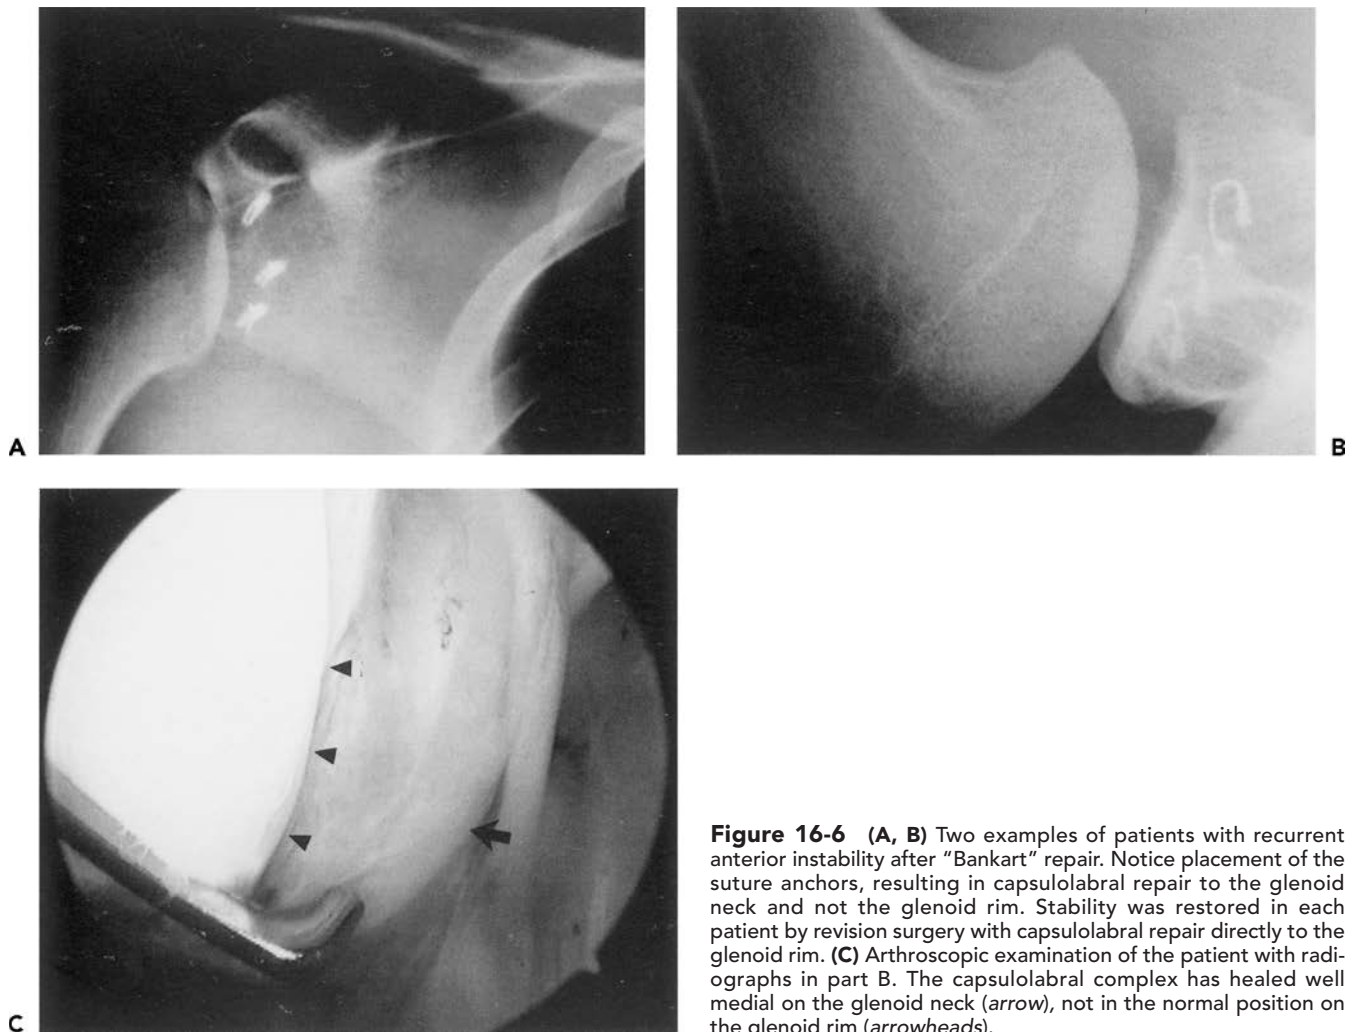 A
B
C
Figure 16-6 (A, B) Two examples of patients with recurrent
anterior instability after “Bankart” repair. Notice placement of the
suture anchors, resulting in capsulolabral repair to the glenoid
neck and not the glenoid rim. Stability was restored in each
patient by revision surgery with capsulolabral repair directly to the
glenoid rim. (C) Arthroscopic examination of the patient with radi-
ographs in part B. The capsulolabral complex has healed well
medial on the glenoid neck (arrow), not in the normal position on
the glenoid rim (arrowheads).